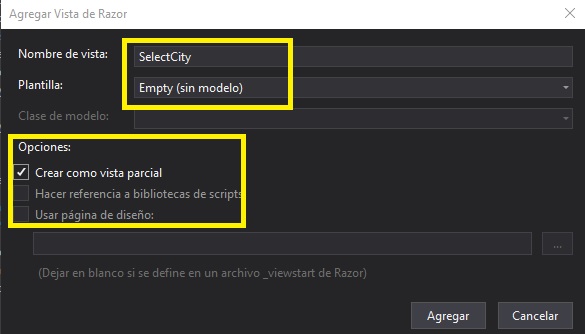 Agregar Vista de Razor
Nombre de vista: SelectCity
Plantilla: Empty (sin modelo)
Clase de modelo:
Opciones:
Crear como vista parcial
Hacer referencia a bibliotecas de scripts
Usar página de diseño:
...
(Dejar en blanco si se define en un archivo _viewstart de Razor)
Agregar Cancelar